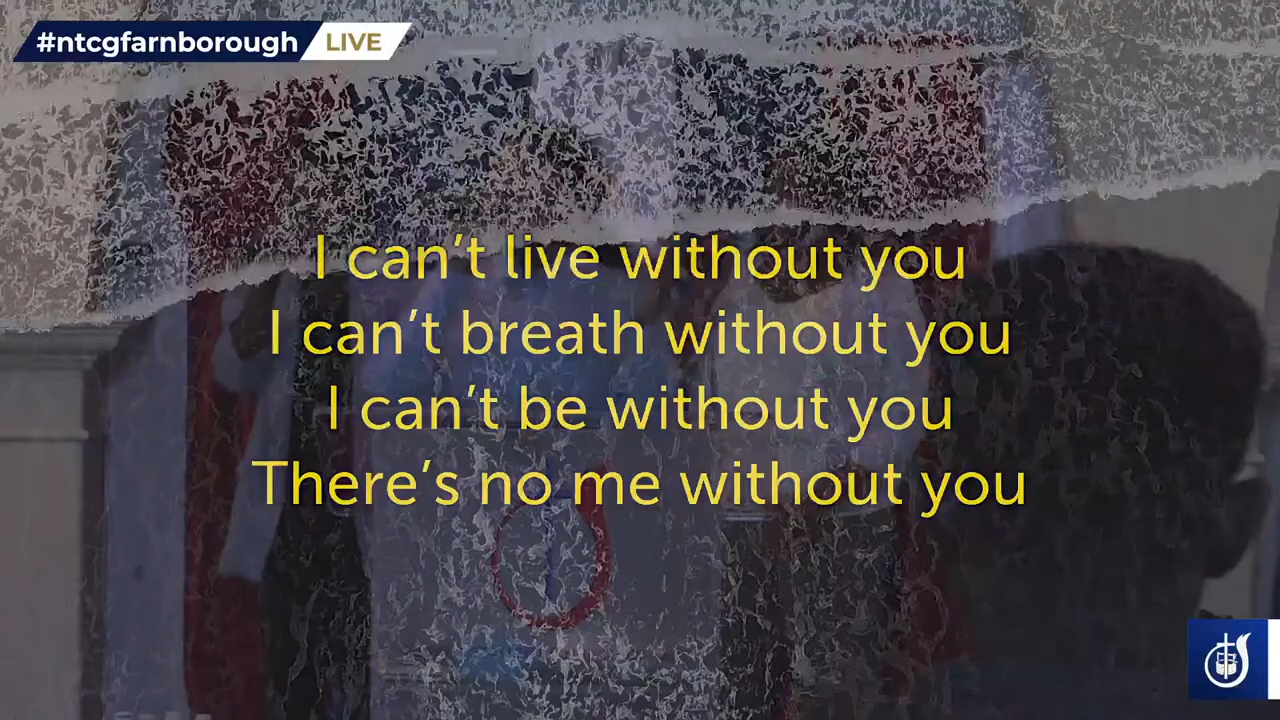 #ntcgfarnborough LIVE
I can’t live without you
I can’t breath without you
I can’t be without you
There’s no me without you